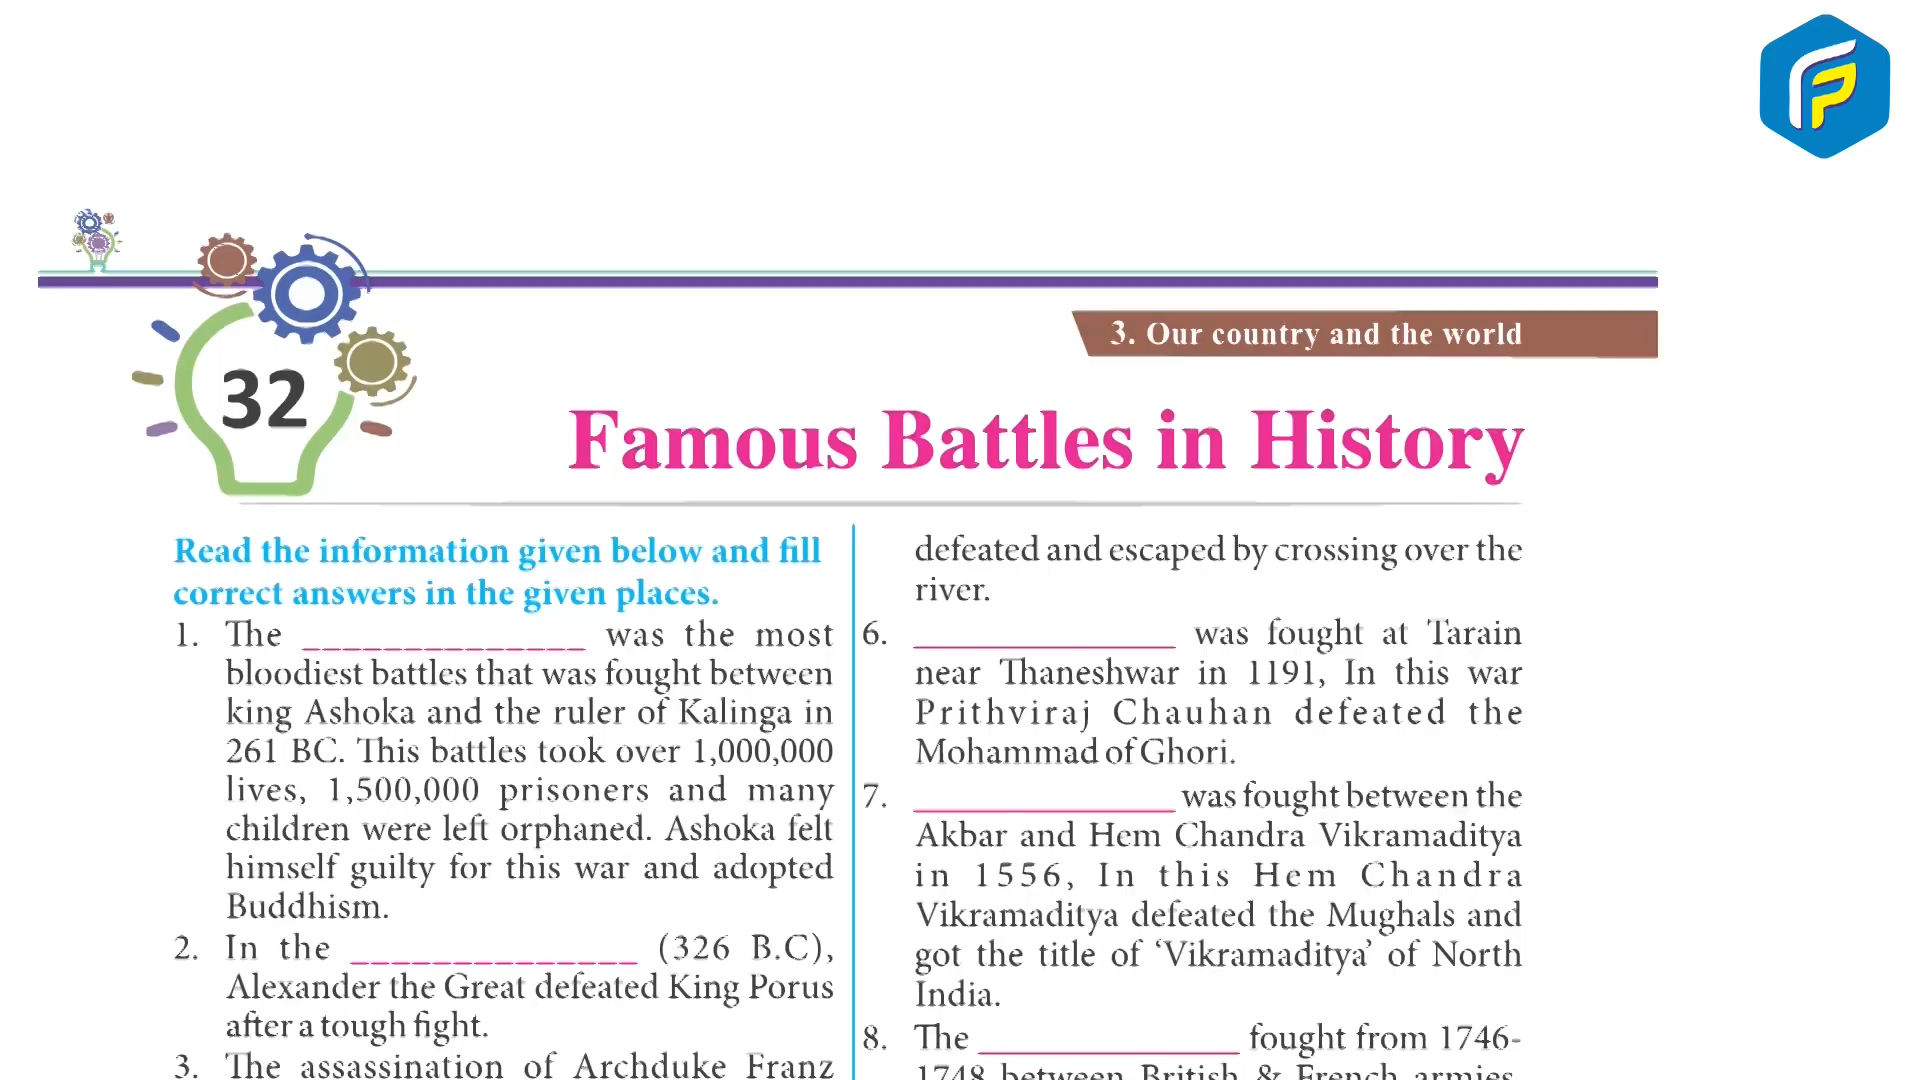 3. Our country and the world
32
Famous Battles in History
Read the information given below and fill
correct answers in the given places.
1. The ______________ was the most
bloodiest battles that was fought between
king Ashoka and the ruler of Kalinga in
261 BC. This battles took over 1,000,000
lives, 1,500,000 prisoners and many
children were left orphaned. Ashoka felt
himself guilty for this war and adopted
Buddhism.
2. In the ______________ (326 B.C),
Alexander the Great defeated King Porus
after a tough fight.
3. The assassination of Archduke Franz
defeated and escaped by crossing over the
river.
6. ______________ was fought at Tarain
near Thaneshwar in 1191, In this war
Prithviraj Chauhan defeated the
Mohammad of Ghori.
7. ______________ was fought between the
Akbar and Hem Chandra Vikramaditya
in 1556, In this Hem Chandra
Vikramaditya defeated the Mughals and
got the title of ‘Vikramaditya’ of North
India.
8. The ______________ fought from 1746-
1748 between British & French armies.